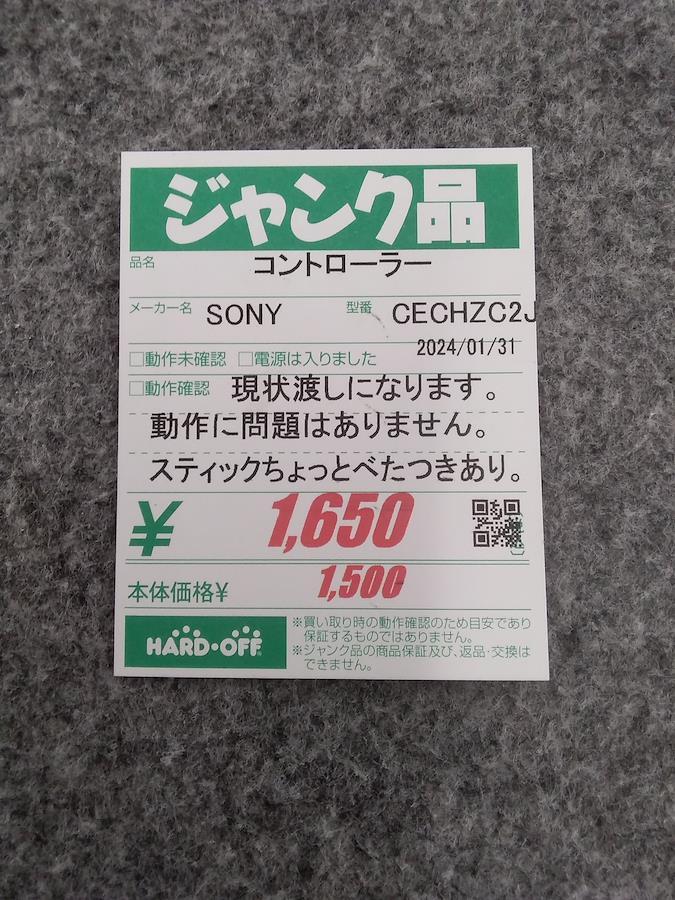 ジャンク品
品名 コントローラー
メーカー名 SONY 型番 CECHZC2J
2024/01/31
□動作未確認 □電源は入りました
□動作確認 現状渡しになります。
動作に問題はありません。
スティックちょっとべたつきあり。
¥ 1,650
本体価格¥ 1,500
HARD・OFF
※買い取り時の動作確認のため目安であり
保証するものではありません。
※ジャンク品の商品保証及び、返品・交換は
できません。